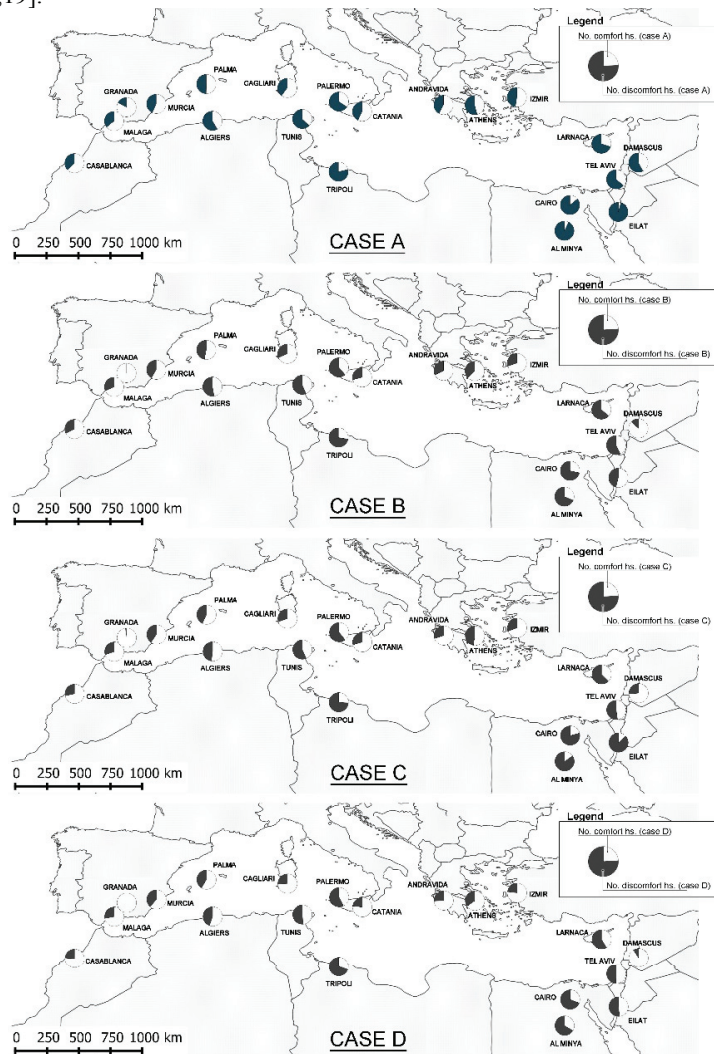 ,19].
Legend
No. comfort hs. (case A)
No. discomfort hs. (case A)
PALMA
GRANADA
CAGLIARI
PALERMO
ANDRAVIDA
IZMIR
MURCIA
CATANIA
ATHENS
MALAGA
ALGIERS
TUNIS
LARNACA
DAMASCUS
CASABLANCA
TEL AVIV
TRIPOLI
CAIRO
EILAT
AL MINYA
CASE A
0 250 500 1000 km
Legend
No. comfort hs. (case B)
No. discomfort hs. (case B)
PALMA
GRANADA
CAGLIARI
PALERMO
ANDRAVIDA
IZMIR
MURCIA
CATANIA
ATHENS
MALAGA
ALGIERS
TUNIS
LARNACA
DAMASCUS
CASABLANCA
TEL AVIV
TRIPOLI
CAIRO
EILAT
AL MINYA
CASE B
0 250 500 1000 km
Legend
No. comfort hs. (case C)
No. discomfort hs. (case C)
PALMA
GRANADA
CAGLIARI
PALERMO
ANDRAVIDA
IZMIR
MURCIA
CATANIA
ATHENS
MALAGA
ALGIERS
TUNIS
LARNACA
DAMASCUS
CASABLANCA
TEL AVIV
TRIPOLI
CAIRO
EILAT
AL MINYA
CASE C
0 250 500 1000 km
Legend
No. comfort hs. (case D)
No. discomfort hs. (case D)
PALMA
GRANADA
CAGLIARI
PALERMO
ANDRAVIDA
IZMIR
MURCIA
CATANIA
ATHENS
MALAGA
ALGIERS
TUNIS
LARNACA
DAMASCUS
CASABLANCA
TEL AVIV
TRIPOLI
CAIRO
EILAT
AL MINYA
CASE D
0 250 500 1000 km